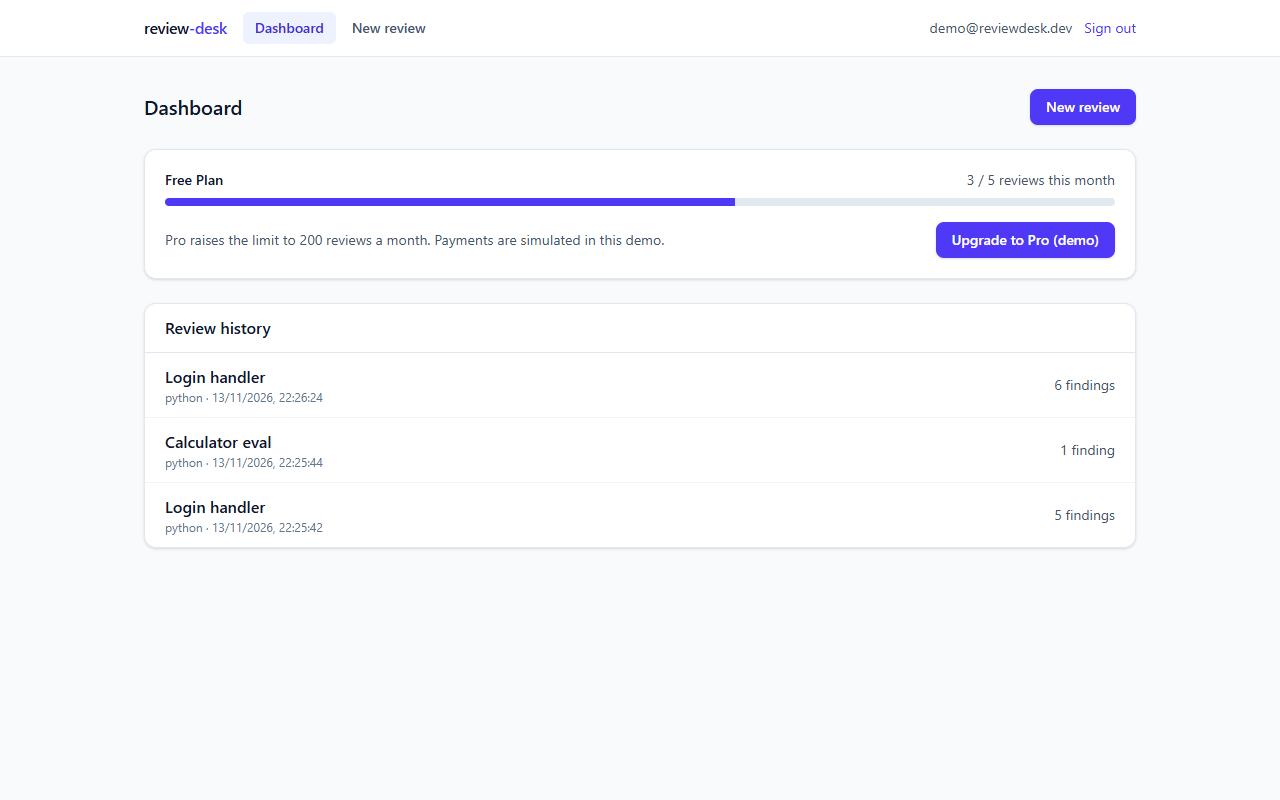 review-desk Dashboard New review demo@reviewdesk.dev Sign out
Dashboard New review
Free Plan 3 / 5 reviews this month
Pro raises the limit to 200 reviews a month. Payments are simulated in this demo. Upgrade to Pro (demo)
Review history
Login handler
python · 13/11/2026, 22:26:24
6 findings
Calculator eval
python · 13/11/2026, 22:25:44
1 finding
Login handler
python · 13/11/2026, 22:25:42
5 findings